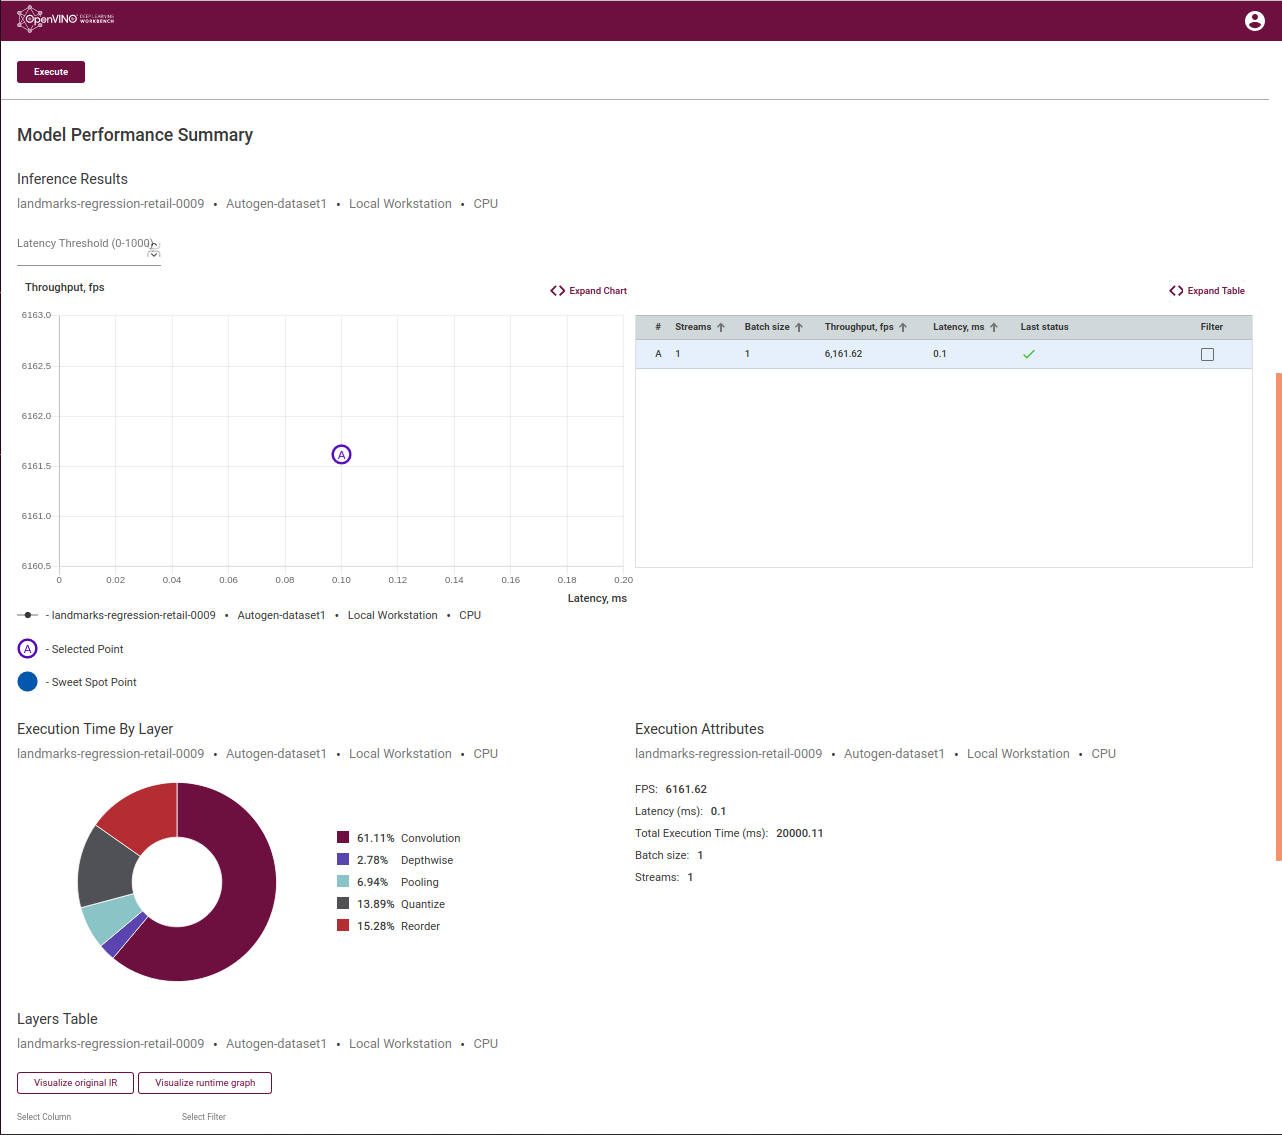 OpenVINO DEEP LEARNING WORKBENCH
Execute
Model Performance Summary
Inference Results
landmarks-regression-retail-0009 • Autogen-dataset1 • Local Workstation • CPU
Latency Threshold (0-1000)
Throughput, fps
Expand Chart
6163.0
6162.5
6162.0
6161.5
6161.0
6160.5
A
0 0.02 0.04 0.06 0.08 0.10 0.12 0.14 0.16 0.18 0.20
Latency, ms
Expand Table
# Streams Batch size Throughput, fps Latency, ms Last status Filter
A 1 1 6,161.62 0.1
- landmarks-regression-retail-0009 • Autogen-dataset1 • Local Workstation • CPU
A - Selected Point
- Sweet Spot Point
Execution Time By Layer
landmarks-regression-retail-0009 • Autogen-dataset1 • Local Workstation • CPU
61.11% Convolution
2.78% Depthwise
6.94% Pooling
13.89% Quantize
15.28% Reorder
Execution Attributes
landmarks-regression-retail-0009 • Autogen-dataset1 • Local Workstation • CPU
FPS: 6161.62
Latency (ms): 0.1
Total Execution Time (ms): 20000.11
Batch size: 1
Streams: 1
Layers Table
landmarks-regression-retail-0009 • Autogen-dataset1 • Local Workstation • CPU
Visualize original IR Visualize runtime graph
Select Column Select Filter